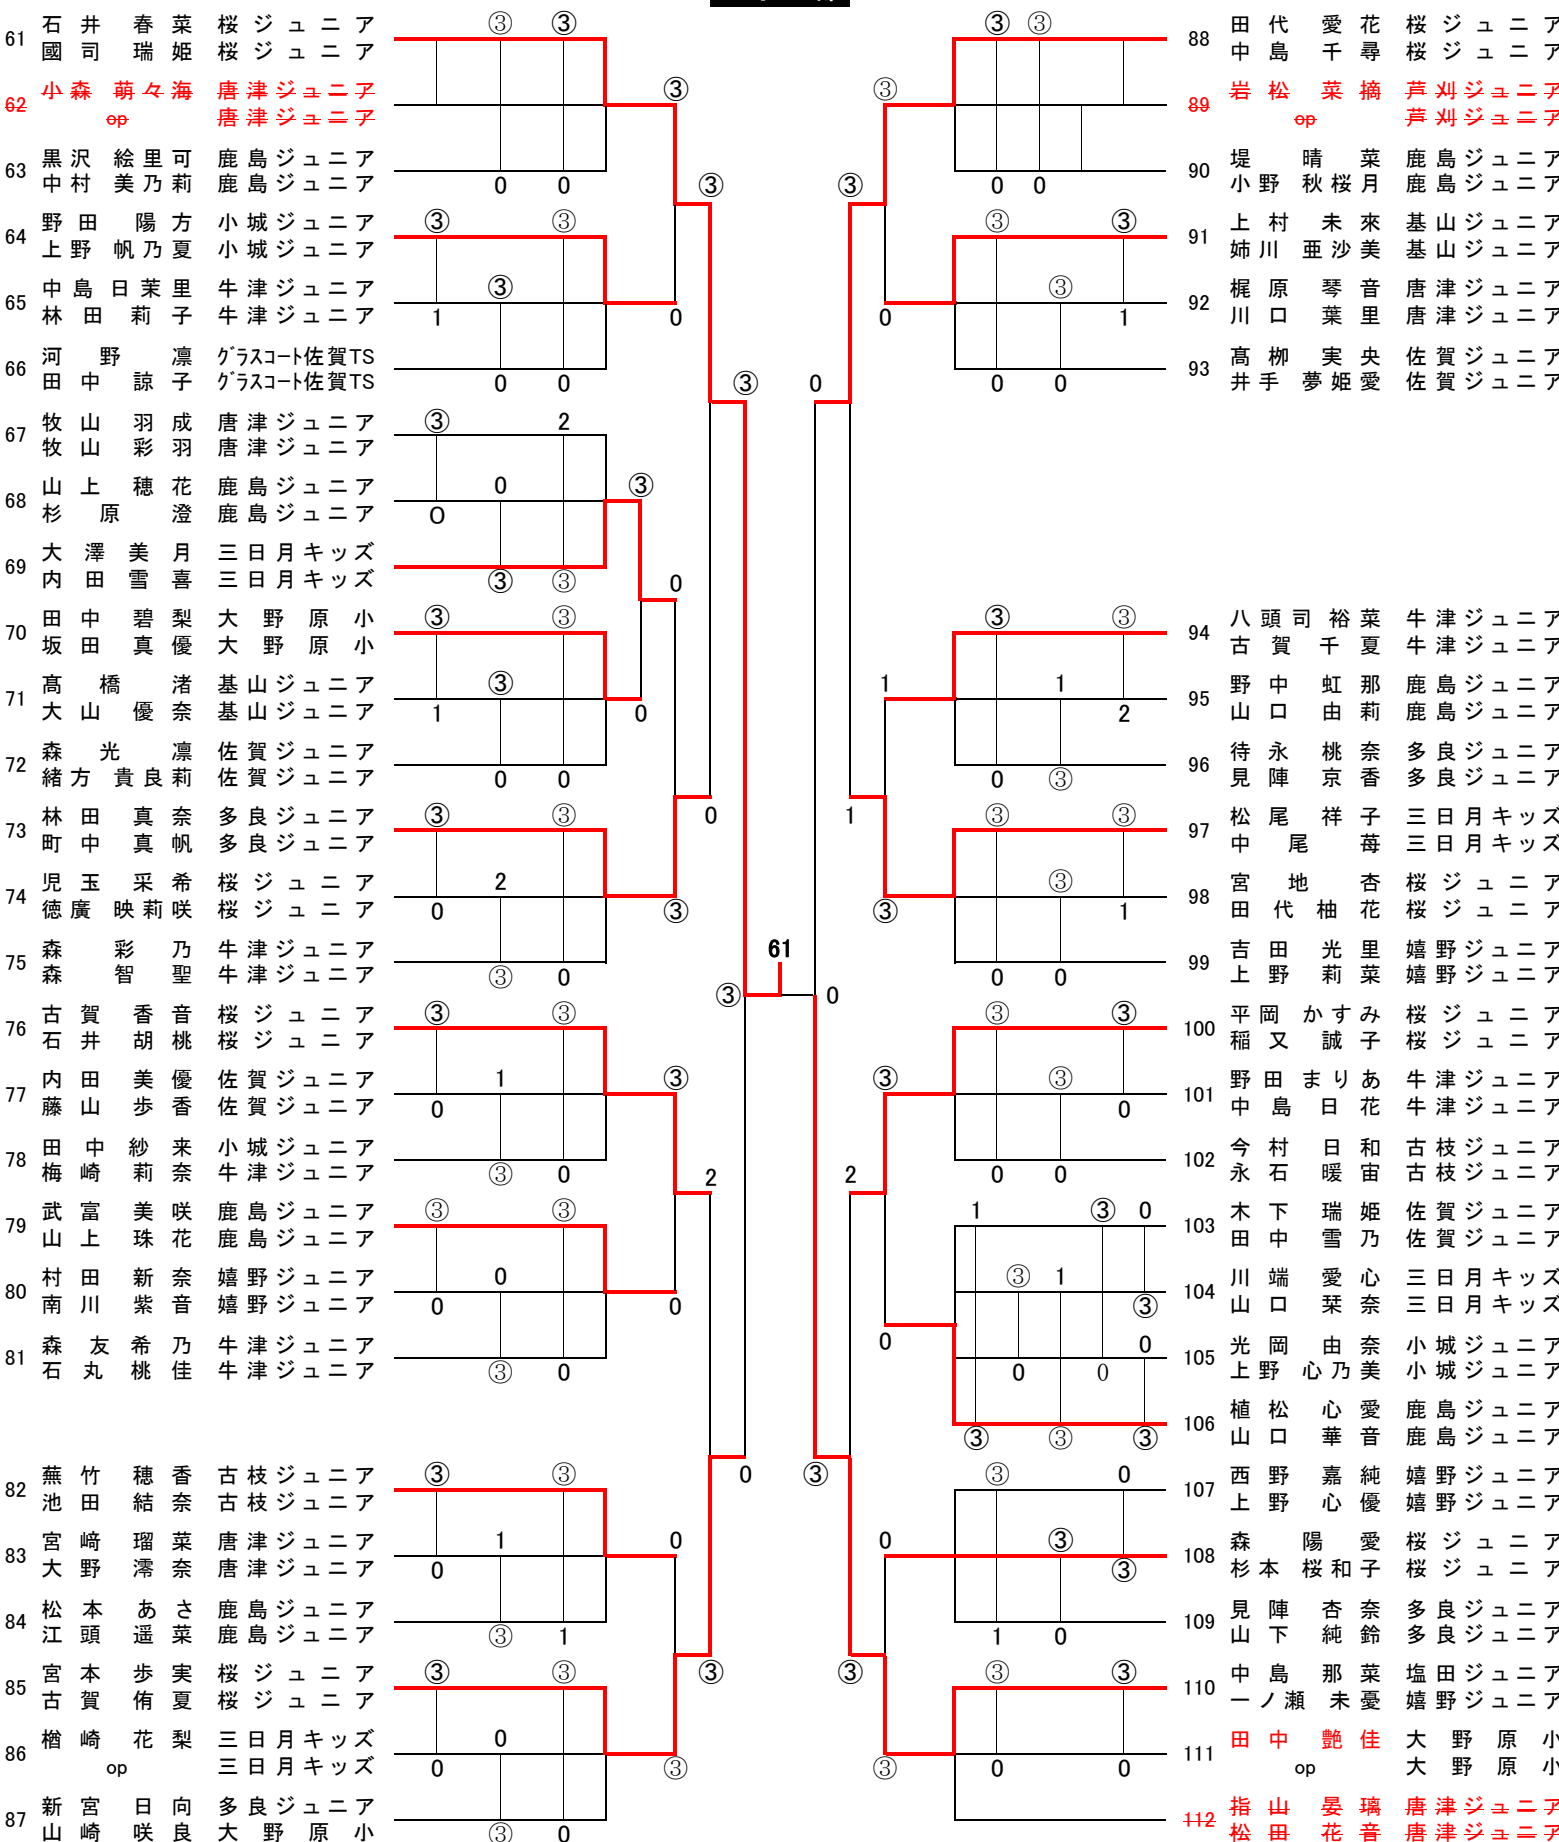 61 石井 春菜 桜ジュニア
國司 瑞姫 桜ジュニア
62 小森 萌々海 唐津ジュニア
op 唐津ジュニア
63 黒沢 絵里可 鹿島ジュニア
中村 美乃莉 鹿島ジュニア
64 野田 陽方 小城ジュニア
上野 帆乃夏 小城ジュニア
65 中島日茉里 牛津ジュニア
林田 莉子 牛津ジュニア
66 河野 凛 グラスコート佐賀TS
田中 諒子 グラスコート佐賀TS
67 牧山 羽成 唐津ジュニア
牧山 彩羽 唐津ジュニア
68 山上 穂花 鹿島ジュニア
杉原 澄 鹿島ジュニア
69 大澤美月 三日月キッズ
内田雪喜 三日月キッズ
70 田中 碧梨 大野原小
坂田 真優 大野原小
71 髙橋 渚 基山ジュニア
大山 優奈 基山ジュニア
72 森光 凛 佐賀ジュニア
緒方 貴良莉 佐賀ジュニア
73 林田 真奈 多良ジュニア
町中 真帆 多良ジュニア
74 児玉 采希 桜ジュニア
徳廣 映莉咲 桜ジュニア
75 森 彩乃 牛津ジュニア
森 智聖 牛津ジュニア
76 古賀 香音 桜ジュニア
石井 胡桃 桜ジュニア
77 内田 美優 佐賀ジュニア
藤山 歩香 佐賀ジュニア
78 田中紗来 小城ジュニア
梅崎 莉奈 牛津ジュニア
79 武富 美咲 鹿島ジュニア
山上 珠花 鹿島ジュニア
80 村田 新奈 嬉野ジュニア
南川 紫音 嬉野ジュニア
81 森 友希乃 牛津ジュニア
石丸 桃佳 牛津ジュニア
82 蕪竹 穂香 古枝ジュニア
池田 結奈 古枝ジュニア
83 宮﨑 瑠菜 唐津ジュニア
大野 澪奈 唐津ジュニア
84 松本 あさ 鹿島ジュニア
江頭 遥菜 鹿島ジュニア
85 宮本 歩実 桜ジュニア
古賀 侑夏 桜ジュニア
86 楢崎 花梨 三日月キッズ
op 三日月キッズ
87 新宮 日向 多良ジュニア
山崎 咲良 大野原小
61
88 田代 愛花 桜ジュニア
中島 千尋 桜ジュニア
89 岩松 菜摘 芦刈ジュニア
op 芦刈ジュニア
90 堤 晴菜 鹿島ジュニア
小野 秋桜月 鹿島ジュニア
91 上村 未來 基山ジュニア
姉川 亜沙美 基山ジュニア
92 梶原 琴音 唐津ジュニア
川口 葉里 唐津ジュニア
93 髙栁 実央 佐賀ジュニア
井手 夢姫愛 佐賀ジュニア
94 八頭司裕菜 牛津ジュニア
古賀千夏 牛津ジュニア
95 野中 虹那 鹿島ジュニア
山口 由莉 鹿島ジュニア
96 待永 桃奈 多良ジュニア
見陣 京香 多良ジュニア
97 松尾 祥子 三日月キッズ
中尾 苺 三日月キッズ
98 宮地 杏 桜ジュニア
田代 柚花 桜ジュニア
99 吉田 光里 嬉野ジュニア
上野 莉菜 嬉野ジュニア
100 平岡 かすみ 桜ジュニア
稲又 誠子 桜ジュニア
101 野田 まりあ 牛津ジュニア
中島日花 牛津ジュニア
102 今村 日和 古枝ジュニア
永石 暖宙 古枝ジュニア
103 木下 瑞姫 佐賀ジュニア
田中 雪乃 佐賀ジュニア
104 川端 愛心 三日月キッズ
山口 栞奈 三日月キッズ
105 光岡 由奈 小城ジュニア
上野 心乃美 小城ジュニア
106 植松 心愛 鹿島ジュニア
山口 華音 鹿島ジュニア
107 西野 嘉純 嬉野ジュニア
上野 心優 嬉野ジュニア
108 森 陽愛 桜ジュニア
杉本 桜和子 桜ジュニア
109 見陣 杏奈 多良ジュニア
山下 純鈴 多良ジュニア
110 中島 那菜 塩田ジュニア
一ノ瀬 未憂 嬉野ジュニア
111 田中 艶佳 大野原小
op 大野原小
112 指山 晏璃 唐津ジュニア
松田 花音 唐津ジュニア